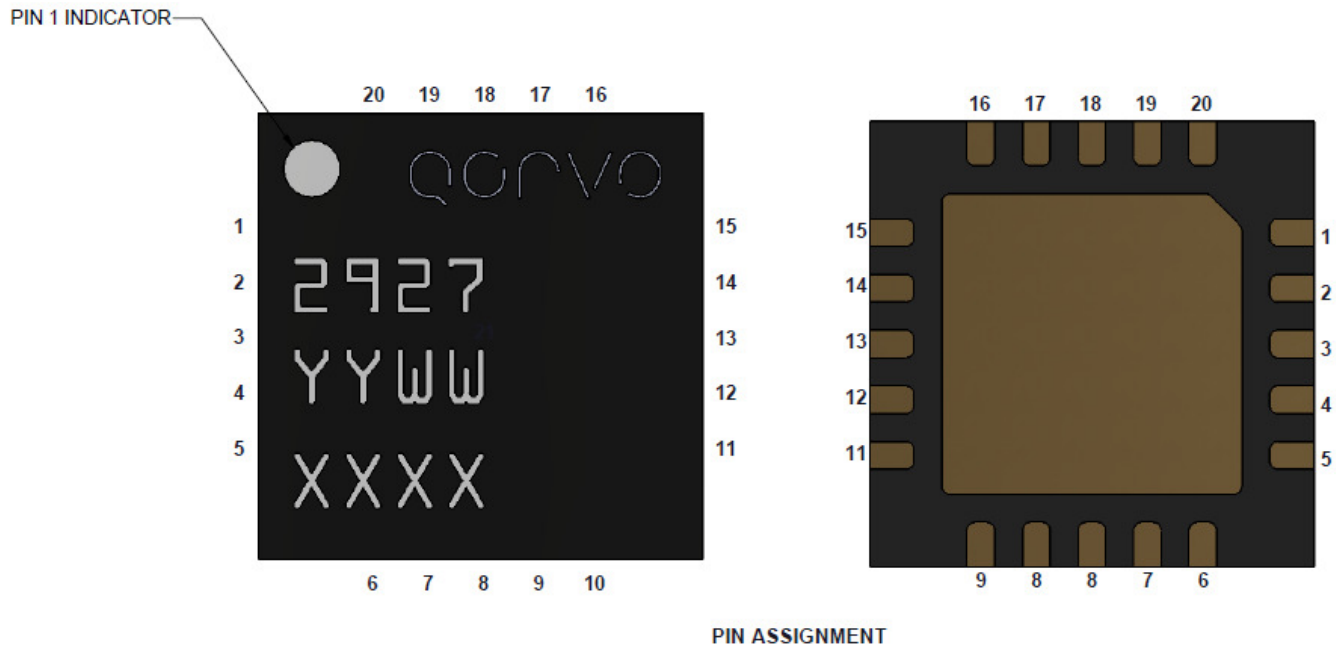 PIN 1 INDICATOR
20 19 18 17 16
16 17 18 19 20
QORVO
1 15
15 1
2 2927 14
14 2
3 13
13 3
YYWW
4 12
12 4
5 11
11 5
XXXX
6 7 8 9 10
9 8 8 7 6
PIN ASSIGNMENT